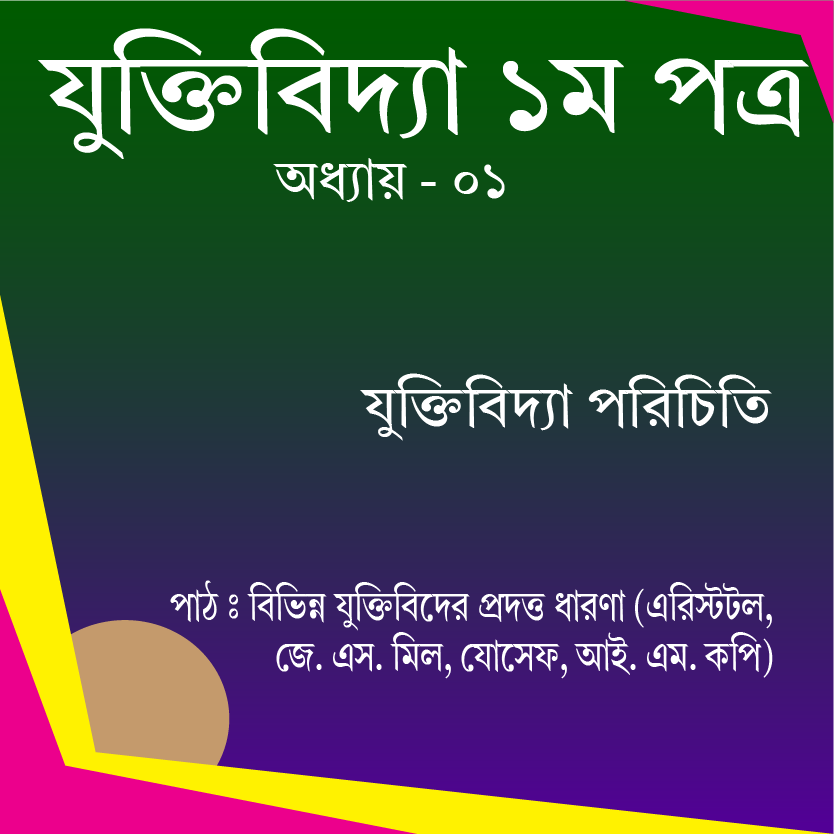 যুক্তিবিদ্যা ১ম পত্র
অধ্যায় - ০১
যুক্তিবিদ্যা পরিচিতি
পাঠ ঃ বিভিন্ন যুক্তিবিদের প্রদত্ত ধারণা (এরিস্টটল,
জে. এস. মিল, যোসেফ, আই. এম. কপি)